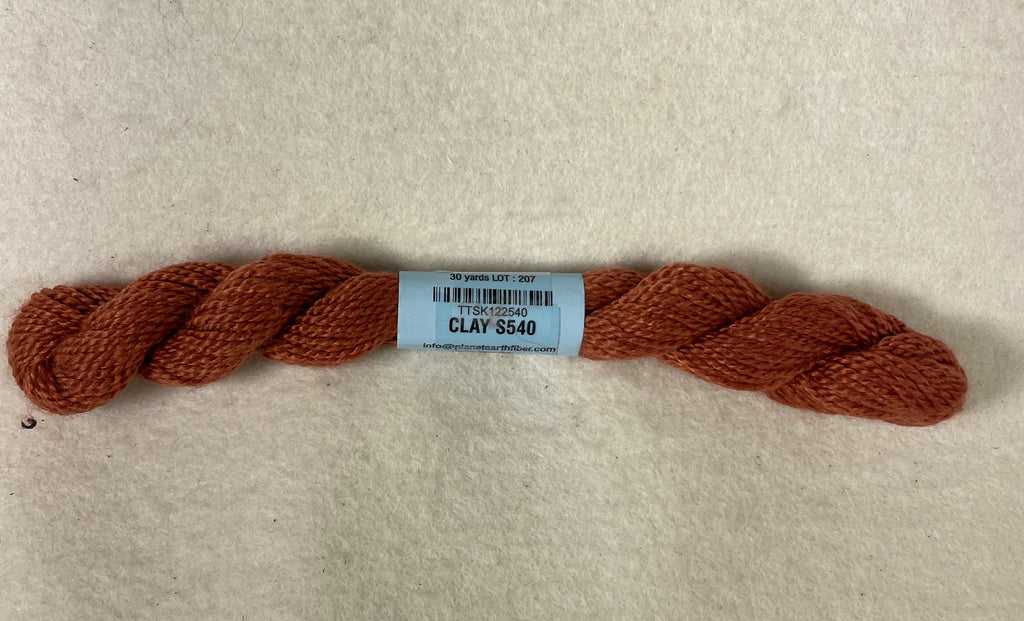 30 yards LOT : 207
TTSK122540
CLAY S540
info@planetearthfiber.com